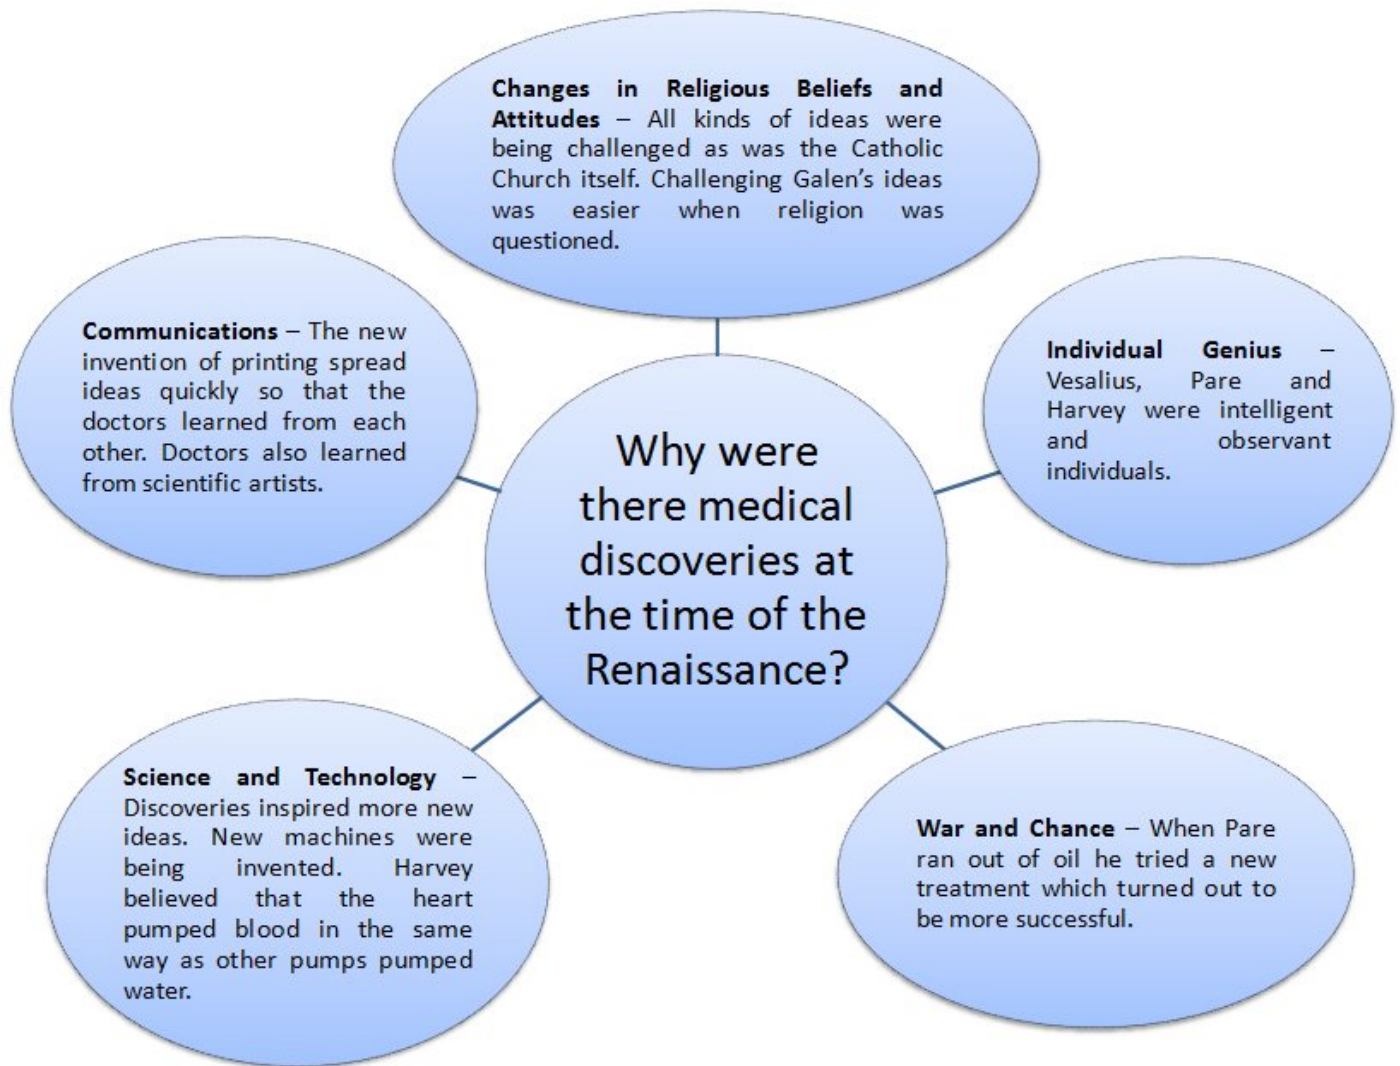 Changes in Religious Beliefs and
Attitudes – All kinds of ideas were
being challenged as was the Catholic
Church itself. Challenging Galen’s ideas
was easier when religion was
questioned.
Communications – The new
invention of printing spread
ideas quickly so that the
doctors learned from each
other. Doctors also learned
from scientific artists.
Individual Genius –
Vesalius, Pare and
Harvey were intelligent
and observant
individuals.
Why were
there medical
discoveries at
the time of the
Renaissance?
Science and Technology –
Discoveries inspired more new
ideas. New machines were
being invented. Harvey
believed that the heart
pumped blood in the same
way as other pumps pumped
water.
War and Chance – When Pare
ran out of oil he tried a new
treatment which turned out to
be more successful.